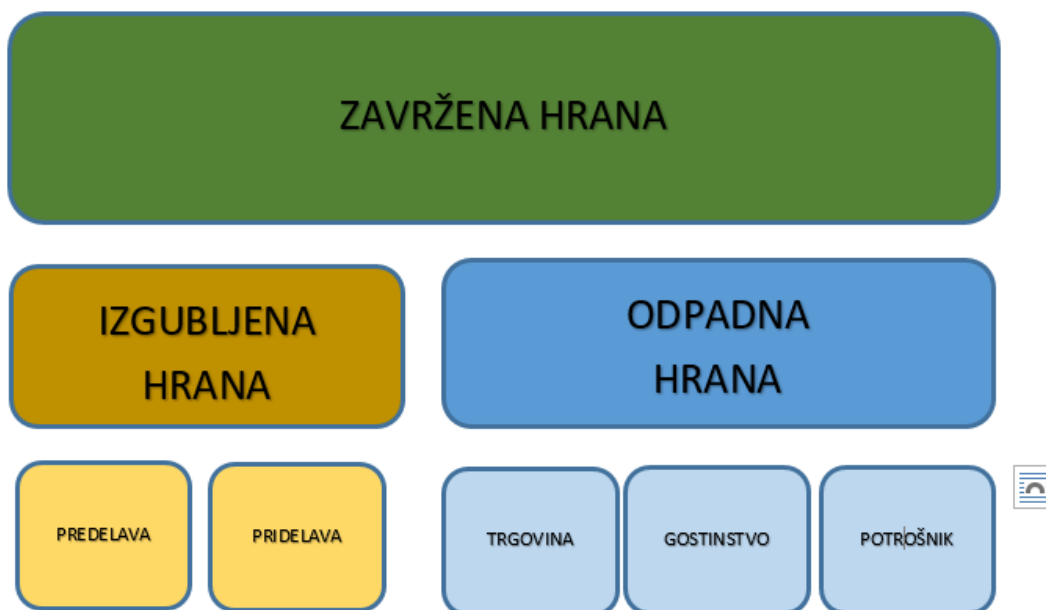 ZAVRŽENA HRANA
IZGUBLJENA
HRANA
ODPADNA
HRANA
PREDELAVA
PRIDELAVA
TRGOVINA
GOSTINSTVO
POTROŠNIK